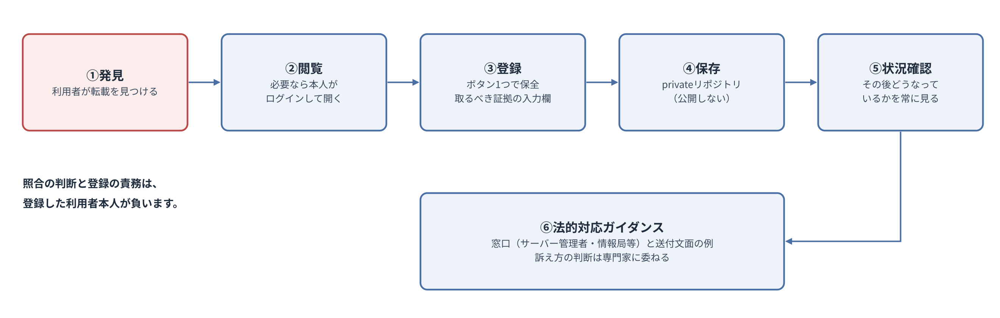 ①発見
利用者が転載を見つける
②閲覧
必要なら本人が
ログインして開く
③登録
ボタン1つで保全
取るべき証拠の入力欄
④保存
privateリポジトリ
（公開しない）
⑤状況確認
その後どうなって
いるかを常に見る
照合の判断と登録の責務は、
登録した利用者本人が負います。
⑥法的対応ガイダンス
窓口（サーバー管理者・情報局等）と送付文面の例
訴え方の判断は専門家に委ねる